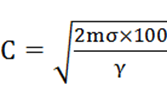 C = √(2mσ×100/γ)